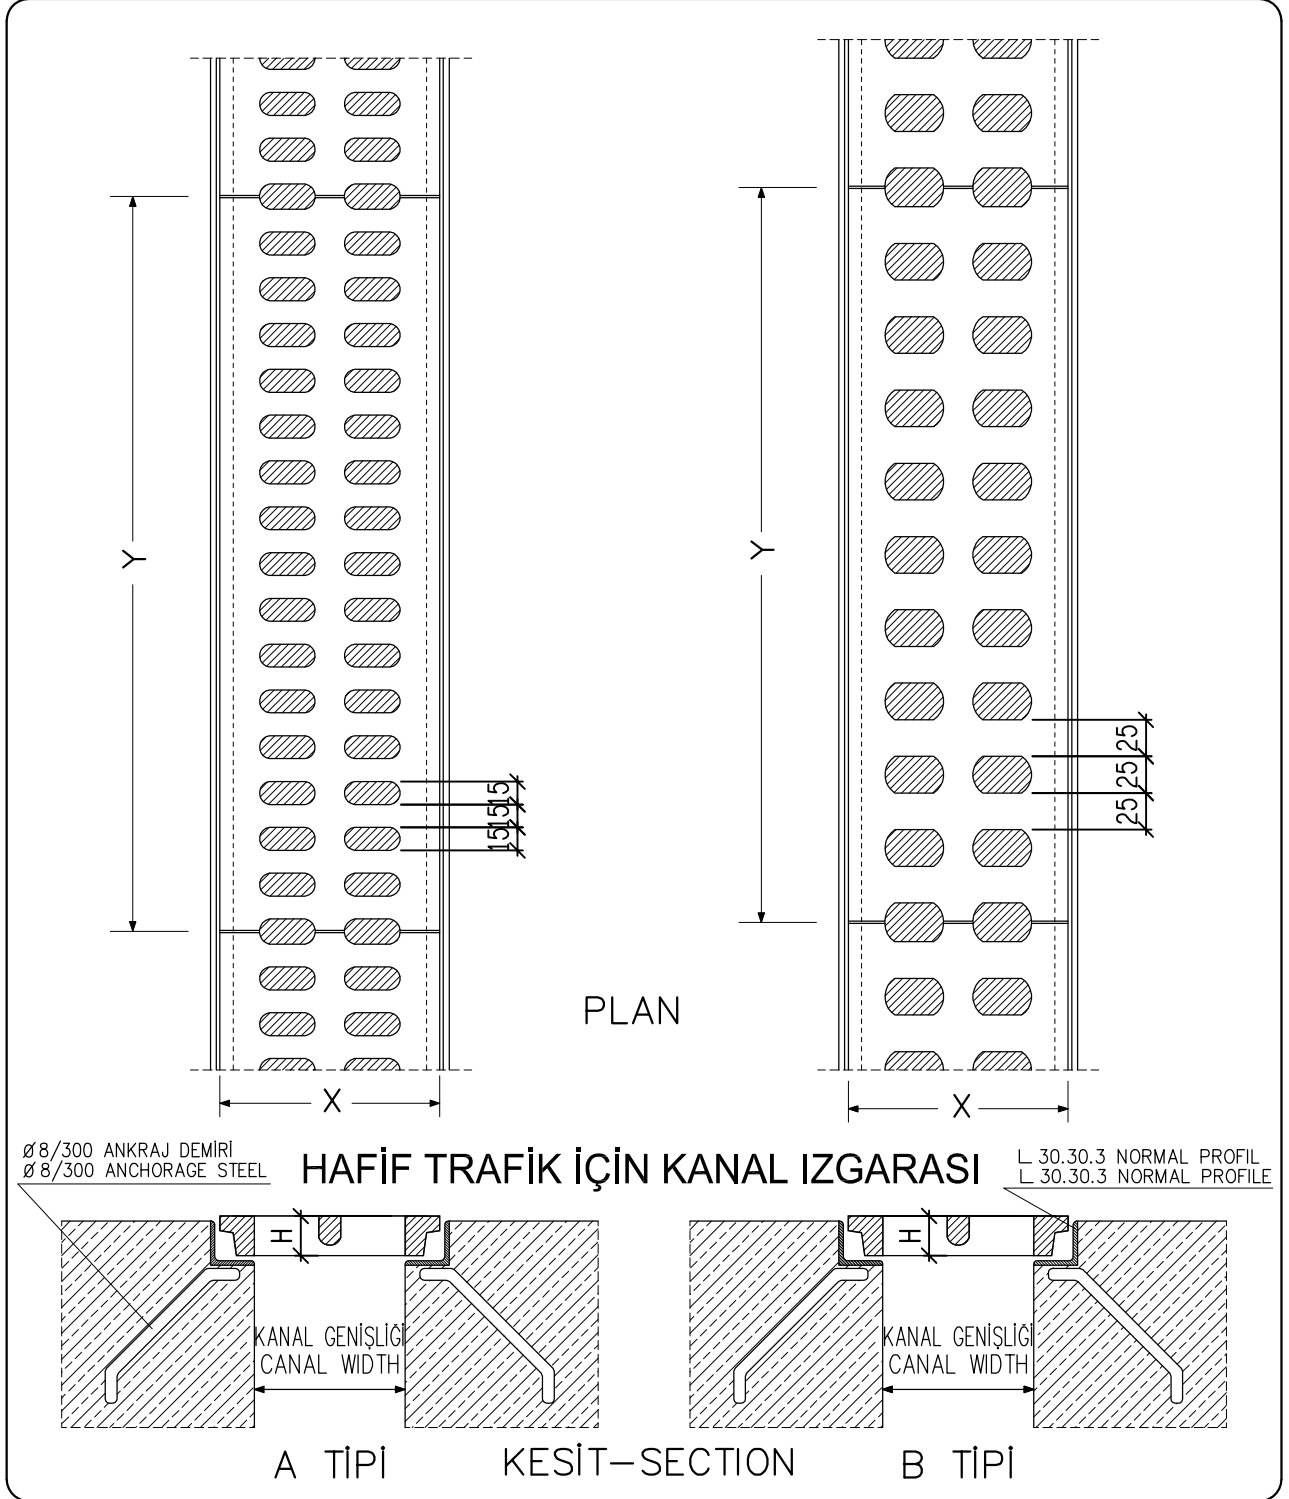 Y
Y
25
25
25
15
15
15
PLAN
X
X
Ø8/300 ANKRAJ DEMİRİ
Ø8/300 ANCHORAGE STEEL
HAFİF TRAFİK İÇİN KANAL IZGARASI
L 30.30.3 NORMAL PROFIL
L 30.30.3 NORMAL PROFILE
H
H
KANAL GENİŞLİĞİ
CANAL WIDTH
KANAL GENİŞLİĞİ
CANAL WIDTH
A TİPİ
KESİT-SECTION
B TİPİ